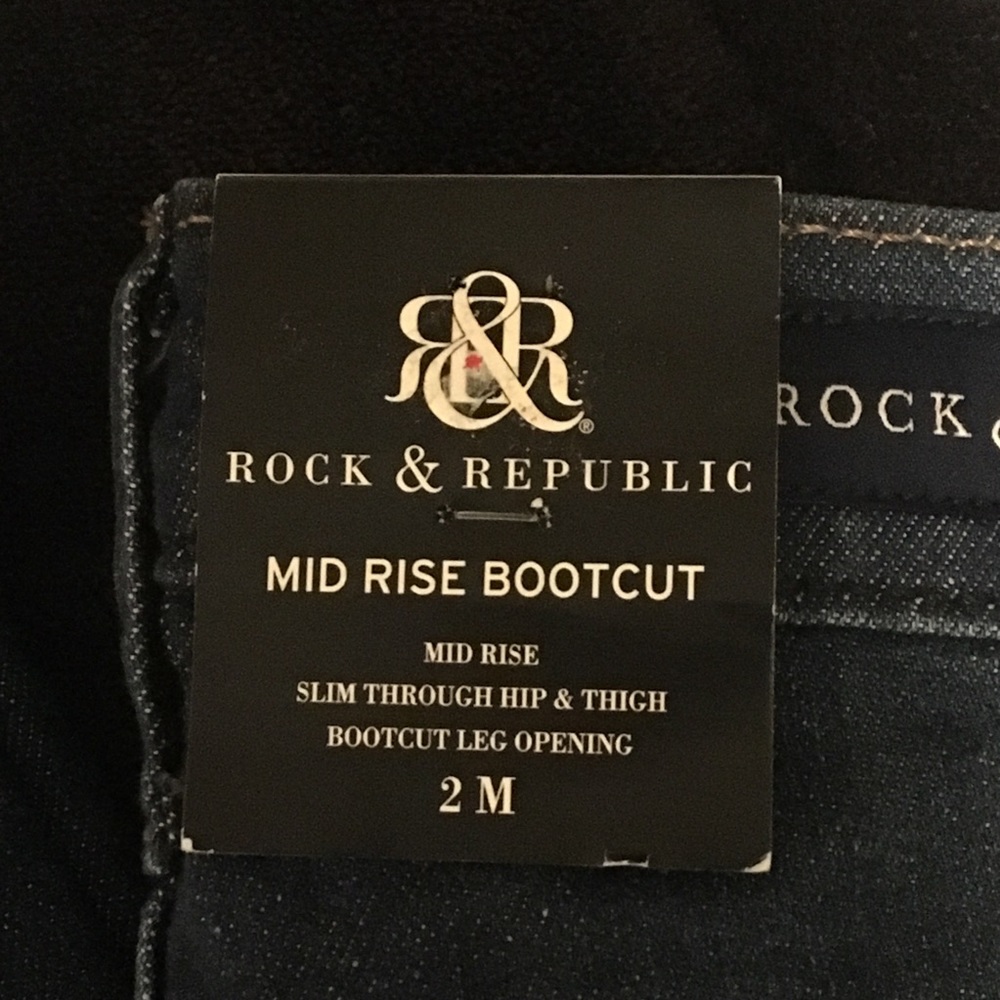 R&R®
ROCK & REPUBLIC
MID RISE BOOTCUT
MID RISE
SLIM THROUGH HIP & THIGH
BOOTCUT LEG OPENING
2 M
ROCK